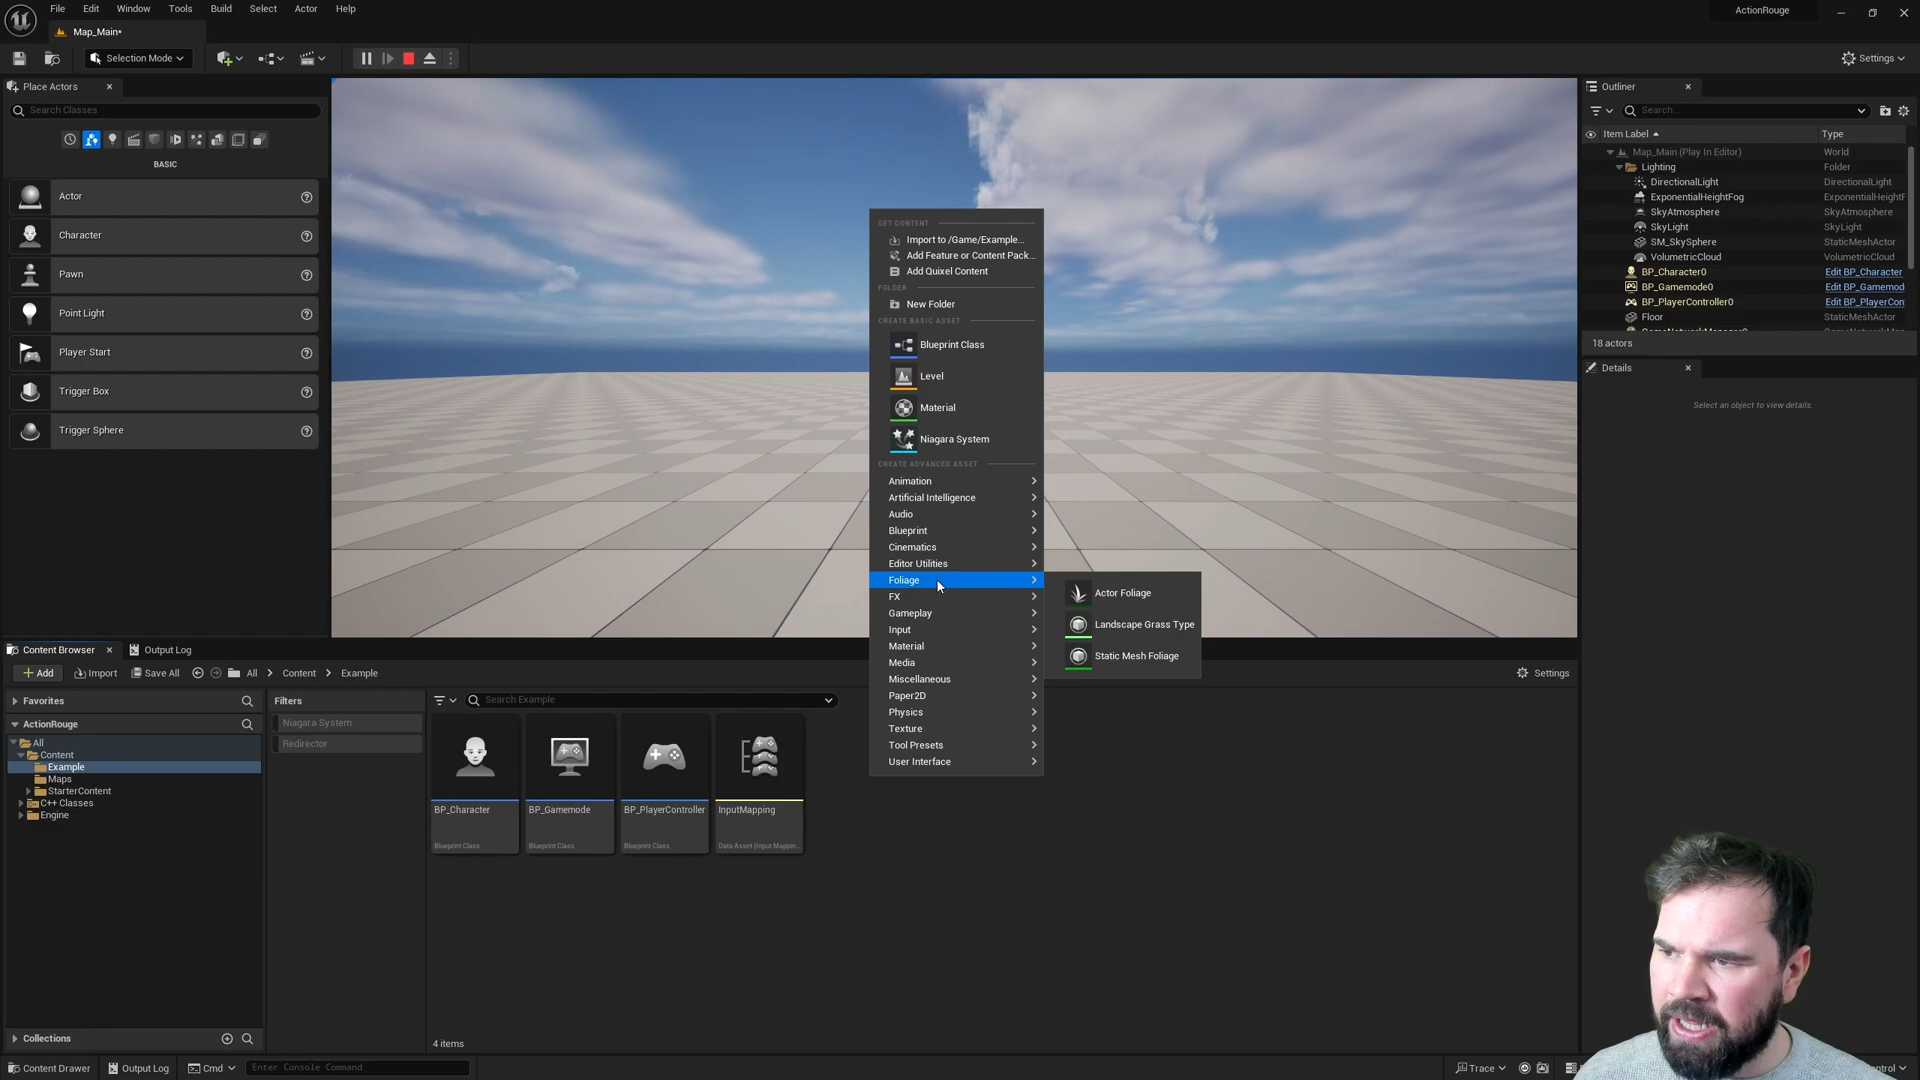 File Edit Window Tools Build Select Actor Help
ActionRouge
Map_Main*
Selection Mode
Settings
Place Actors
Search Classes
BASIC
Actor
Character
Pawn
Point Light
Player Start
Trigger Box
Trigger Sphere
GET CONTENT
Import to /Game/Example...
Add Feature or Content Pack...
Add Quixel Content
FOLDER
New Folder
CREATE BASIC ASSET
Blueprint Class
Level
Material
Niagara System
CREATE ADVANCED ASSET
Animation
Artificial Intelligence
Audio
Blueprint
Cinematics
Editor Utilities
Foliage
FX
Gameplay
Input
Material
Media
Miscellaneous
Paper2D
Physics
Texture
Tool Presets
User Interface
Actor Foliage
Landscape Grass Type
Static Mesh Foliage
Outliner
Search...
Item Label Type
Map_Main (Play In Editor) World
Lighting Folder
DirectionalLight DirectionalLight
ExponentialHeightFog ExponentialHeightF
SkyAtmosphere SkyAtmosphere
SkyLight SkyLight
SM_SkySphere StaticMeshActor
VolumetricCloud VolumetricCloud
BP_Character0 Edit BP_Character
BP_Gamemode0 Edit BP_Gamemod
BP_PlayerController0 Edit BP_PlayerCon
Floor StaticMeshActor
18 actors
Details
Select an object to view details.
Content Browser Output Log
Add Import Save All All Content Example
Settings
Favorites
ActionRouge
All
Content
Example
Maps
StarterContent
C++ Classes
Engine
Collections
Filters
Niagara System
Redirector
Search Example
BP_Character
Blueprint Class
BP_Gamemode
Blueprint Class
BP_PlayerController
Blueprint Class
InputMapping
Data Asset (Input Mappin...
4 items
Content Drawer Output Log Cmd Enter Console Command
Trace